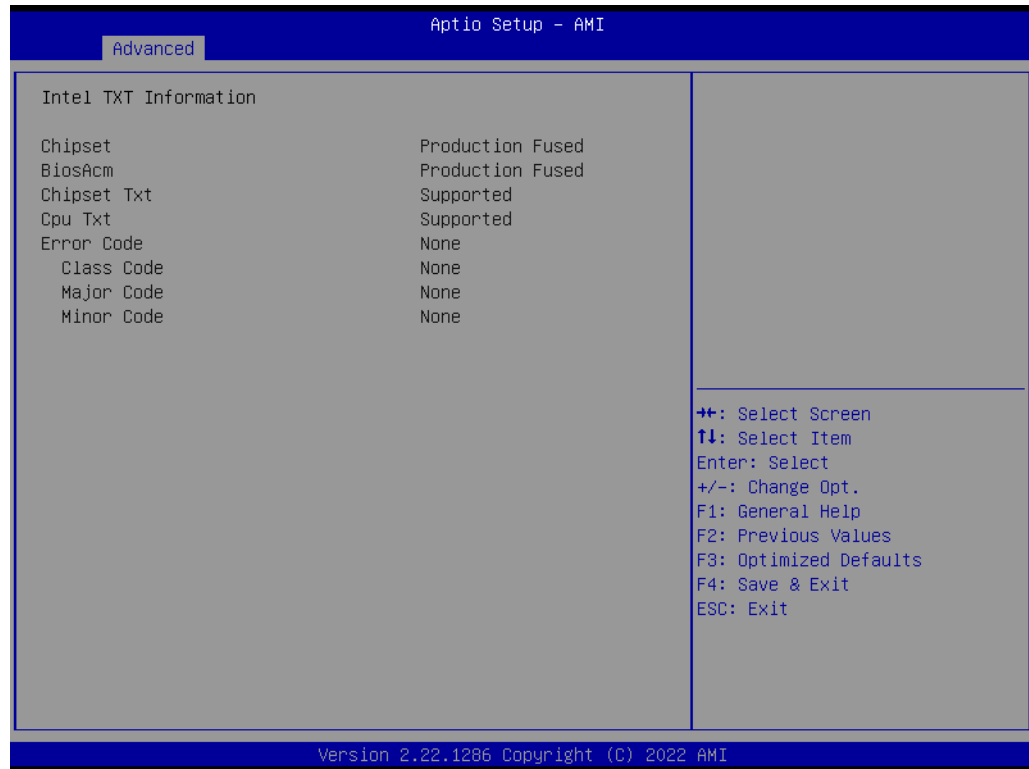 Aptio Setup – AMI
Advanced
Intel TXT Information
Chipset Production Fused
BiosAcm Production Fused
Chipset Txt Supported
Cpu Txt Supported
Error Code None
Class Code None
Major Code None
Minor Code None
→←: Select Screen
↑↓: Select Item
Enter: Select
+/-: Change Opt.
F1: General Help
F2: Previous Values
F3: Optimized Defaults
F4: Save & Exit
ESC: Exit
Version 2.22.1286 Copyright (C) 2022 AMI